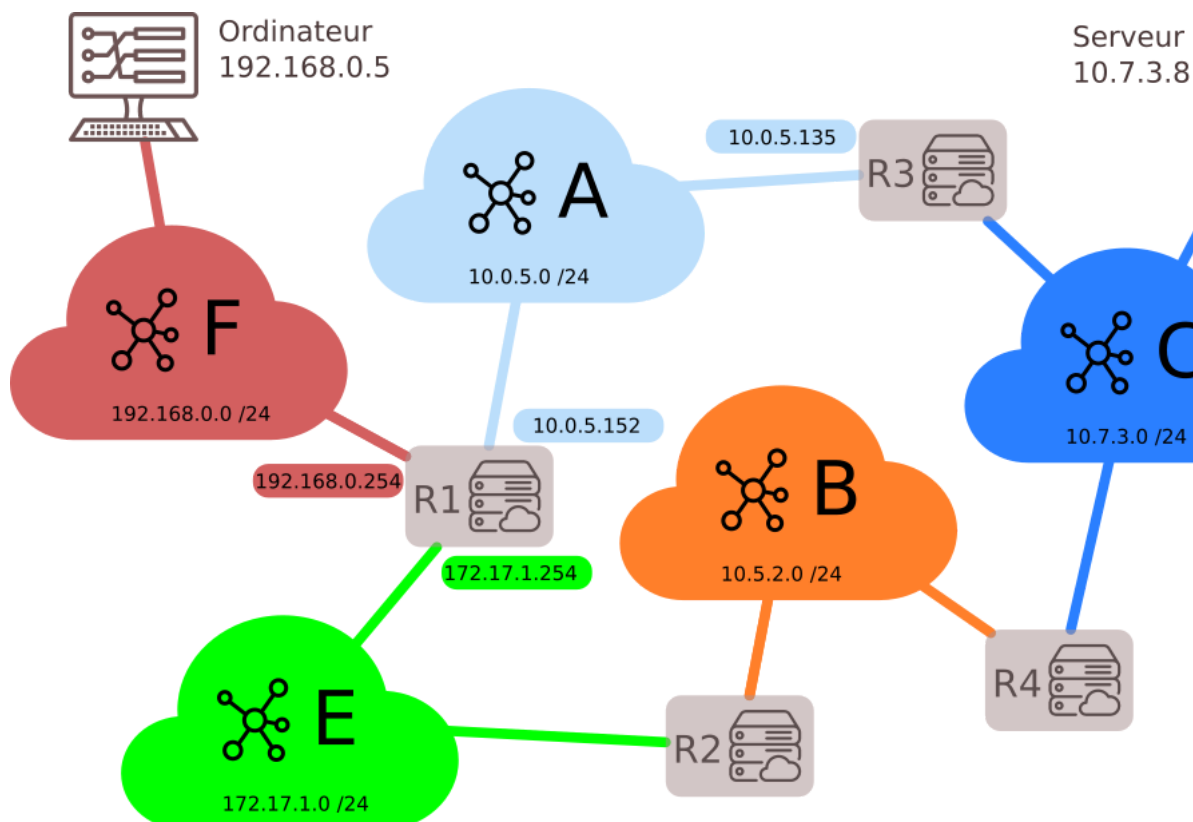 Ordinateur
192.168.0.5
Serveur
10.7.3.8
10.0.5.135
R3
A
10.0.5.0 /24
F
192.168.0.0 /24
C
10.7.3.0 /24
10.0.5.152
192.168.0.254
R1
B
10.5.2.0 /24
172.17.1.254
R4
E
R2
172.17.1.0 /24